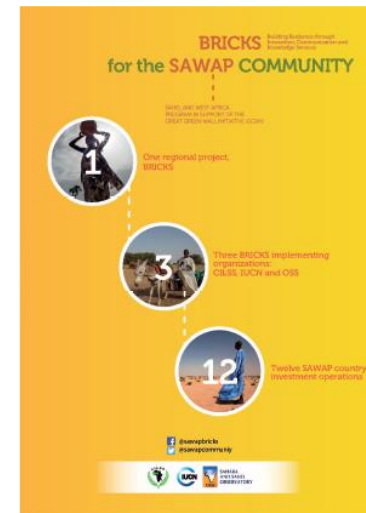 BRICKS Building Resilience through
Innovation, Communication and
Knowledge Services
for the SAWAP COMMUNITY
SAHEL AND WEST AFRICA
PROGRAM IN SUPPORT OF THE
GREAT GREEN WALL INITIATIVE
1
One regional project,
BRICKS
3
Three BRICKS implementing
organizations:
CILSS, IUCN and OSS
12
Twelve SAWAP country
investment operations
@sawapbricks
@sawapcommuniy
IUCN
SAHARA
AND SAHEL
OBSERVATORY